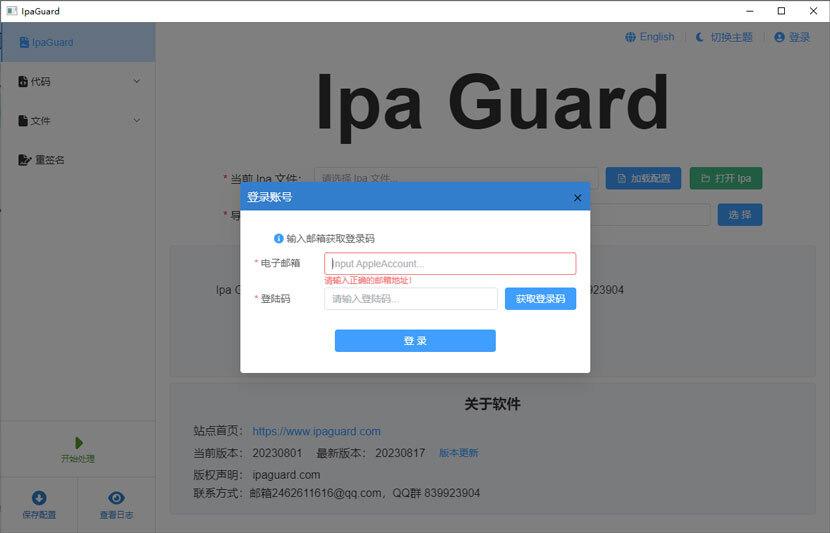 IpaGuard
IpaGuard
代码
文件
重签名
开始处理
保存配置
查看日志
English
切换主题
登录
Ipa Guard
* 当前 Ipa 文件：
请选择 Ipa 文件...
加载配置
打开 Ipa
* 导
选 择
登录账号
输入邮箱获取登录码
* 电子邮箱
Input AppleAccount...
请输入正确的邮箱地址！
* 登陆码
请输入登陆码...
获取登录码
登 录
Ipa G
923904
关于软件
站点首页： https://www.ipaguard.com
当前版本： 20230801 最新版本： 20230817 版本更新
版权声明： ipaguard.com
联系方式：邮箱2462611616@qq.com，QQ群 839923904